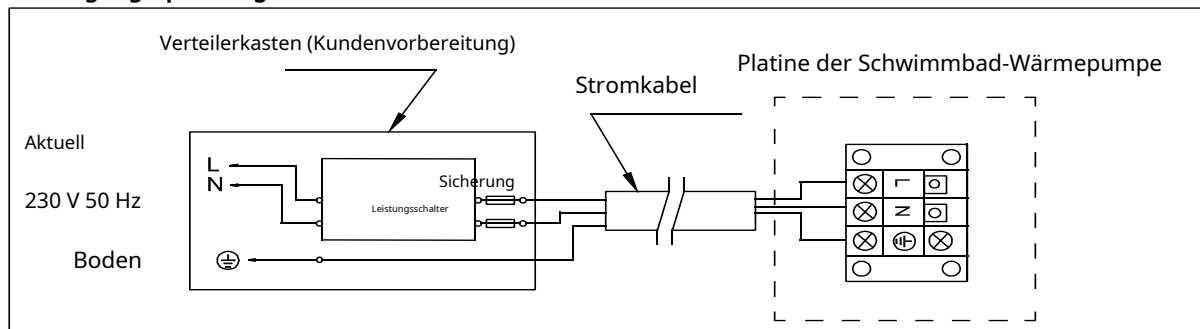 Verteilerkasten (Kundenvorbereitung)
Platine der Schwimmbad-Wärmepumpe
Stromkabel
Aktuell
L
N
230 V 50 Hz
Sicherung
Leistungsschalter
Boden
L
N